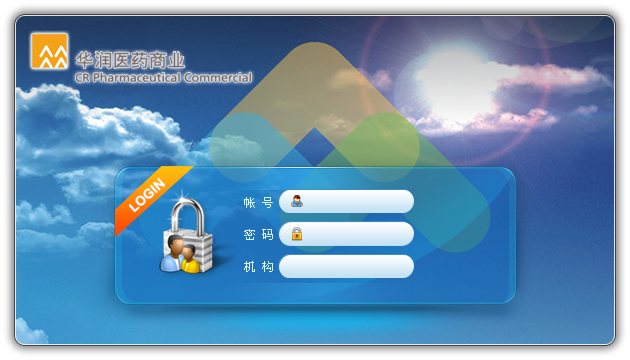 华润医药商业
CR Pharmaceutical Commercial
LOGIN
帐 号
密 码
机 构